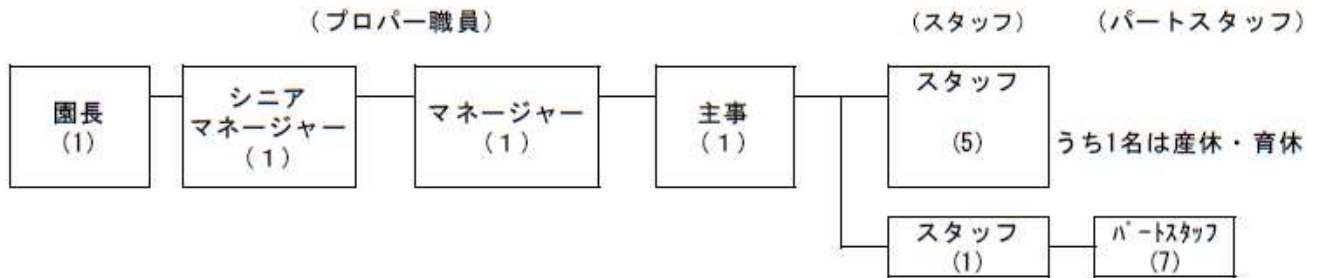 （プロパー職員）
（スタッフ）
（パートスタッフ）
園長
(1)
シニア
マネージャー
（１）
マネージャー
（１）
主事
（１）
スタッフ
(5)
うち1名は産休・育休
スタッフ
(1)
ﾊﾟｰﾄｽﾀｯﾌ
(7)